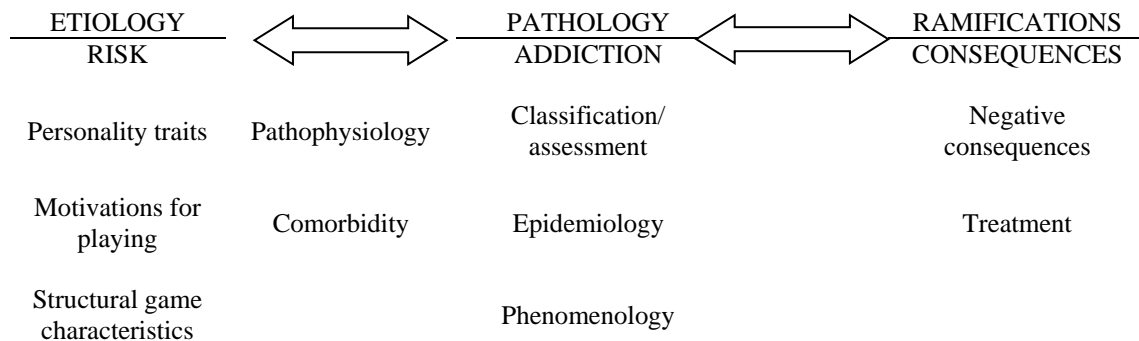 ETIOLOGY
RISK
PATHOLOGY
ADDICTION
RAMIFICATIONS
CONSEQUENCES
Personality traits
Pathophysiology
Classification/
assessment
Negative
consequences
Motivations for
playing
Comorbidity
Epidemiology
Treatment
Structural game
characteristics
Phenomenology